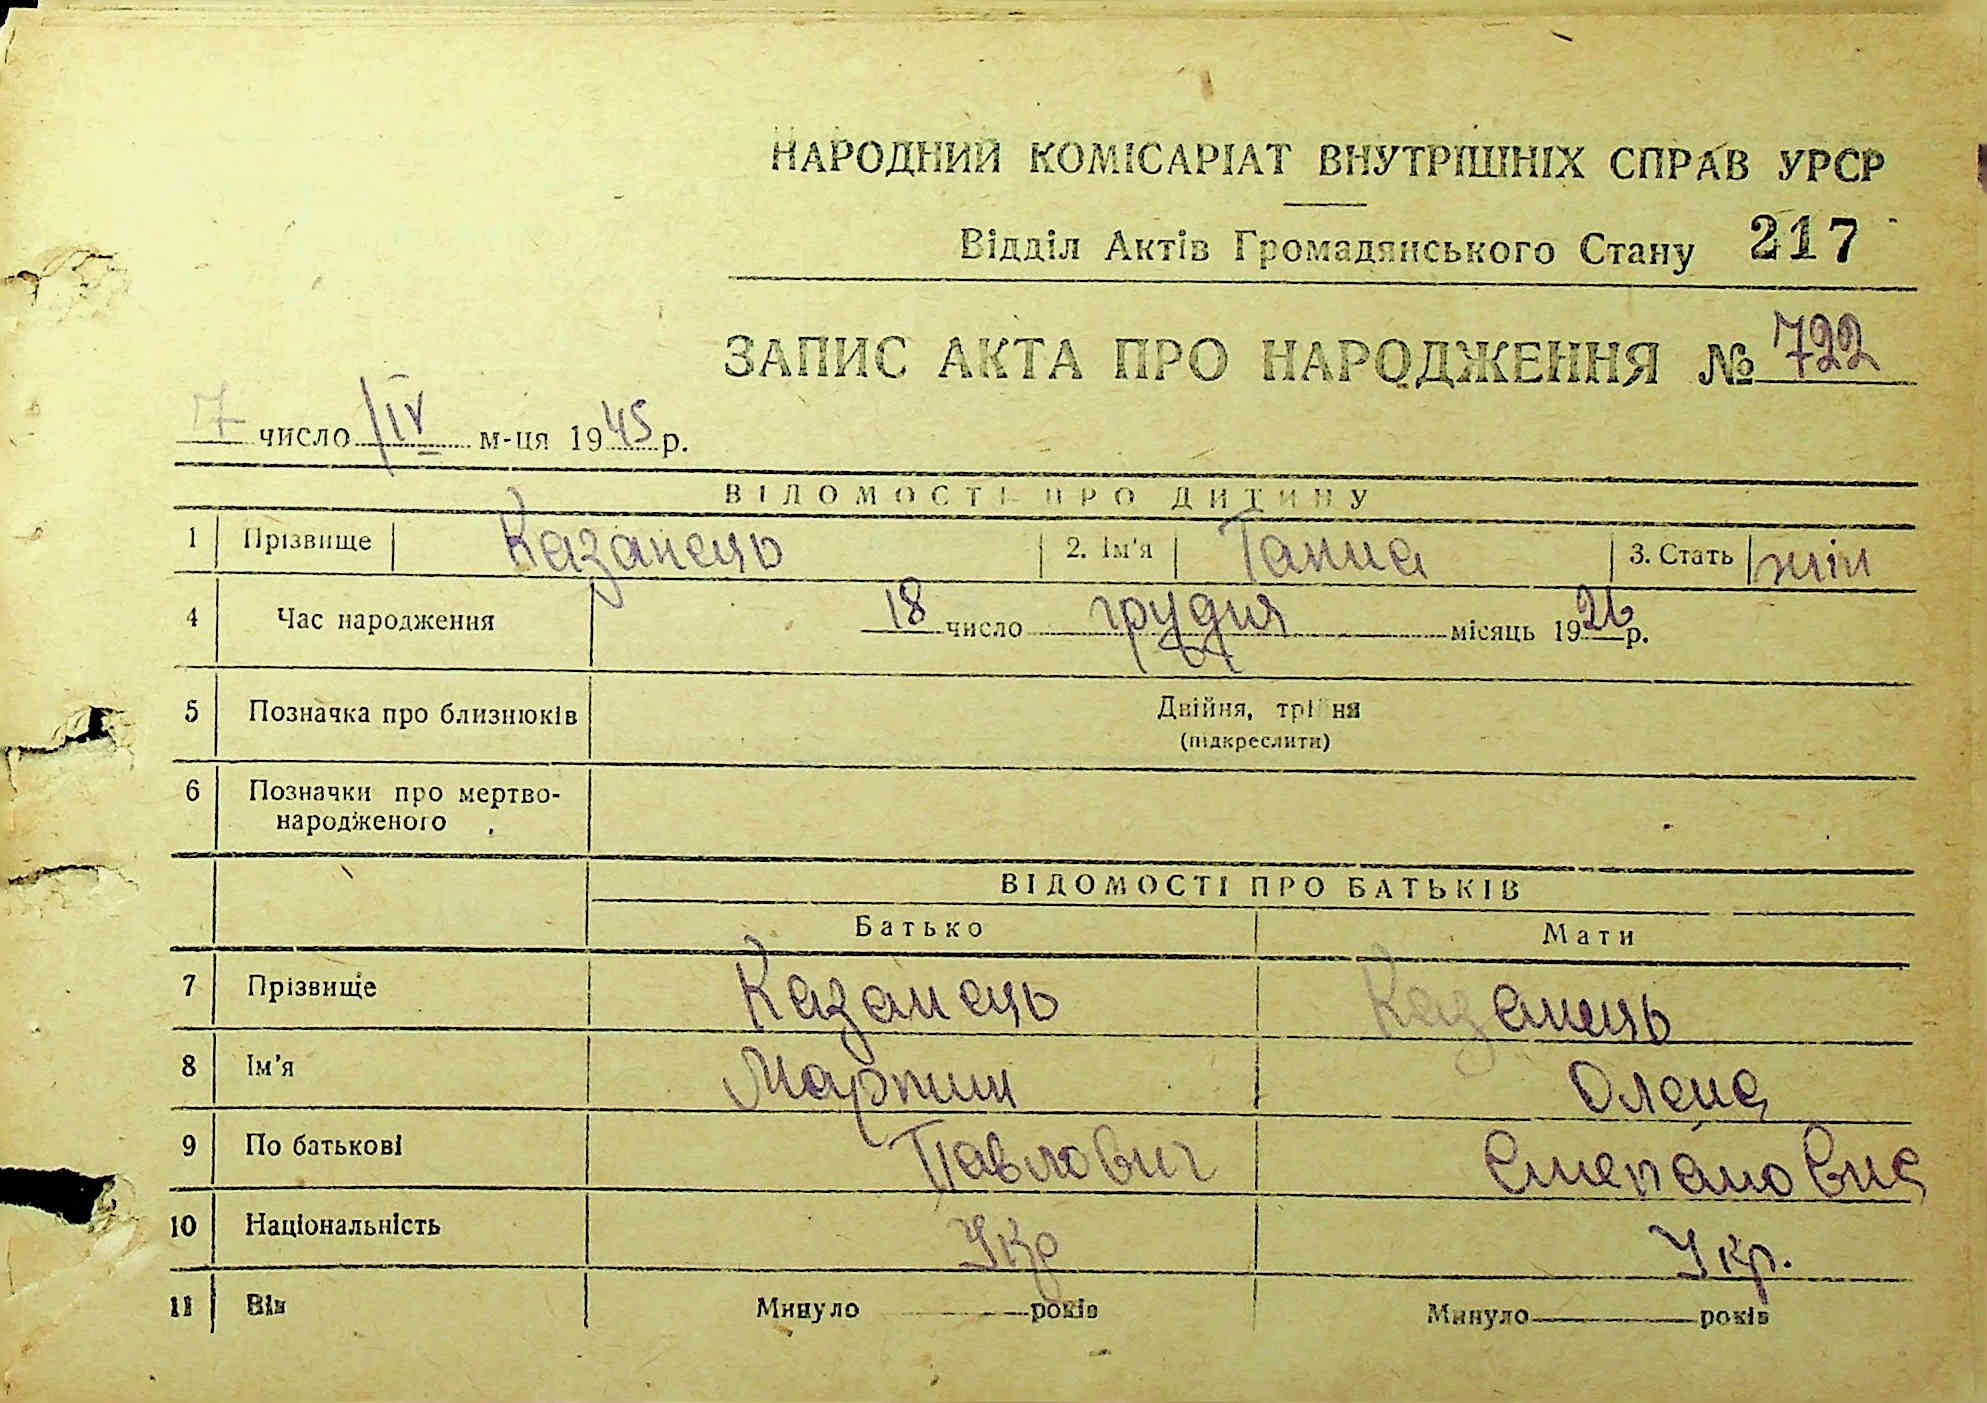 НАРОДНИЙ КОМІСАРІАТ ВНУТРІШНІХ СПРАВ УРСР
Відділ Актів Громадянського Стану 217
ЗАПИС АКТА ПРО НАРОДЖЕННЯ № 722
7 число IV м-ця 1945 р.
ВІДОМОСТІ ПРО ДИТИНУ
1 Прізвище Казанець 2. Ім'я Ганна 3. Стать жін
4 Час народження 18 число грудня місяць 1926 р.
5 Позначка про близнюків Двійня, трійня
(підкреслити)
6 Позначки про мертво-
народженого
ВІДОМОСТІ ПРО БАТЬКІВ
Батько Мати
7 Прізвище Казанець Казанець
8 Ім'я Мартин Олена
9 По батькові Павлович Степановна
10 Національність Укр Укр.
11 Вік Минуло років Минуло років